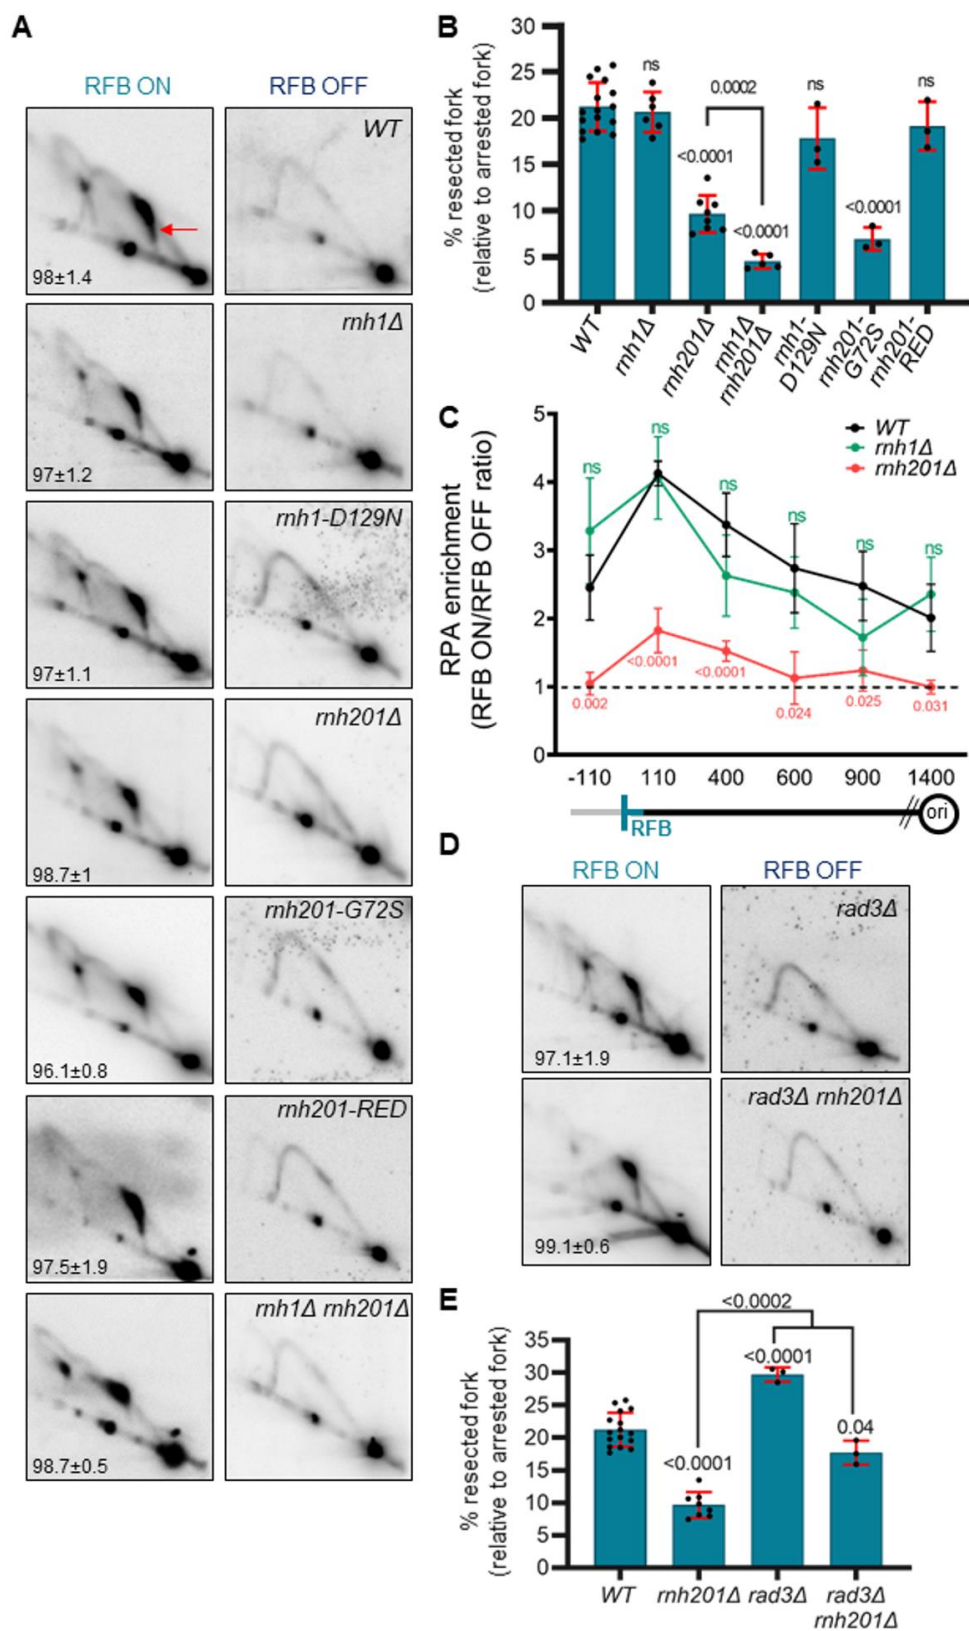 A
RFB ON
RFB OFF
WT
98±1.4
rnh1Δ
97±1.2
rnh1-D129N
97±1.1
rnh201Δ
98.7±1
rnh201-G72S
96.1±0.8
rnh201-RED
97.5±1.9
rnh1Δ rnh201Δ
98.7±0.5
B
% resected fork
(relative to arrested fork)
30
25
20
15
10
5
0
ns
<0.0001
0.0002
<0.0001
ns
<0.0001
ns
WT
rnh1Δ
rnh201Δ
rnh1Δ
rnh201Δ
rnh1-
D129N
rnh201-
G72S
rnh201-
RED
C
RPA enrichment
(RFB ON/RFB OFF ratio)
5
4
3
2
1
0
WT
rnh1Δ
rnh201Δ
ns
ns
ns
ns
ns
ns
0.002
<0.0001
<0.0001
0.024
0.025
0.031
-110
110
400
600
900
1400
RFB
ori
D
RFB ON
RFB OFF
rad3Δ
97.1±1.9
rad3Δ rnh201Δ
99.1±0.6
E
% resected fork
(relative to arrested fork)
35
30
25
20
15
10
5
0
<0.0002
<0.0001
<0.0001
0.04
WT
rnh201Δ
rad3Δ
rad3Δ
rnh201Δ